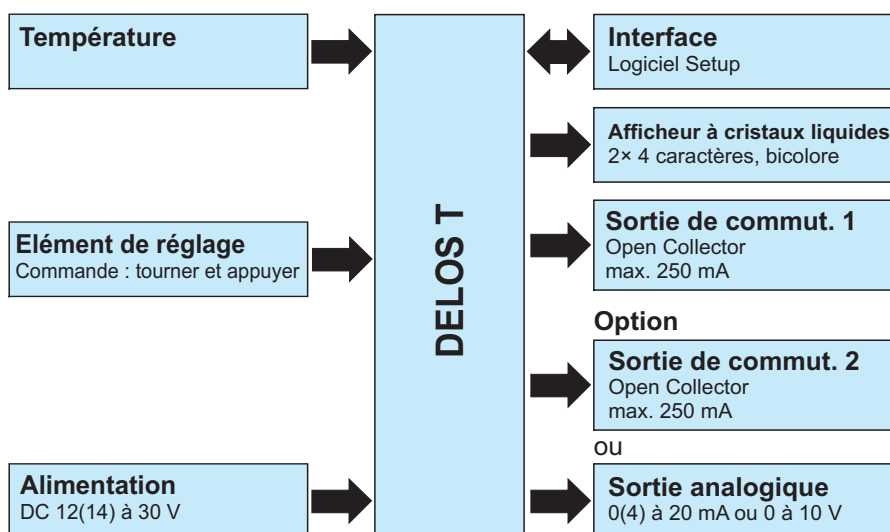 Température
Elément de réglage
Commande : tourner et appuyer
Alimentation
DC 12(14) à 30 V
DELOS T
Interface
Logiciel Setup
Afficheur à cristaux liquides
2× 4 caractères, bicolore
Sortie de commut. 1
Open Collector
max. 250 mA
Option
Sortie de commut. 2
Open Collector
max. 250 mA
ou
Sortie analogique
0(4) à 20 mA ou 0 à 10 V